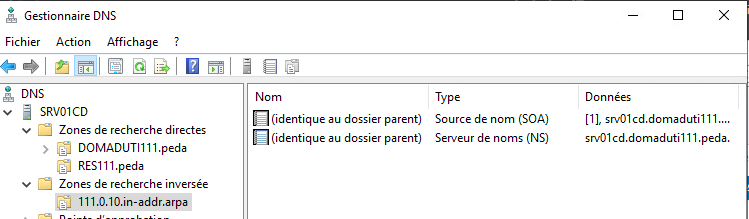 Gestionnaire DNS
Fichier Action Affichage ?
DNS
SRV01CD
Zones de recherche directes
DOMADUTI111.peda
RES111.peda
Zones de recherche inversée
111.0.10.in-addr.arpa
Points d'approbation
Nom Type Données
(identique au dossier parent) Source de nom (SOA) [1], srv01cd.domaduti111....
(identique au dossier parent) Serveur de noms (NS) srv01cd.domaduti111.peda.